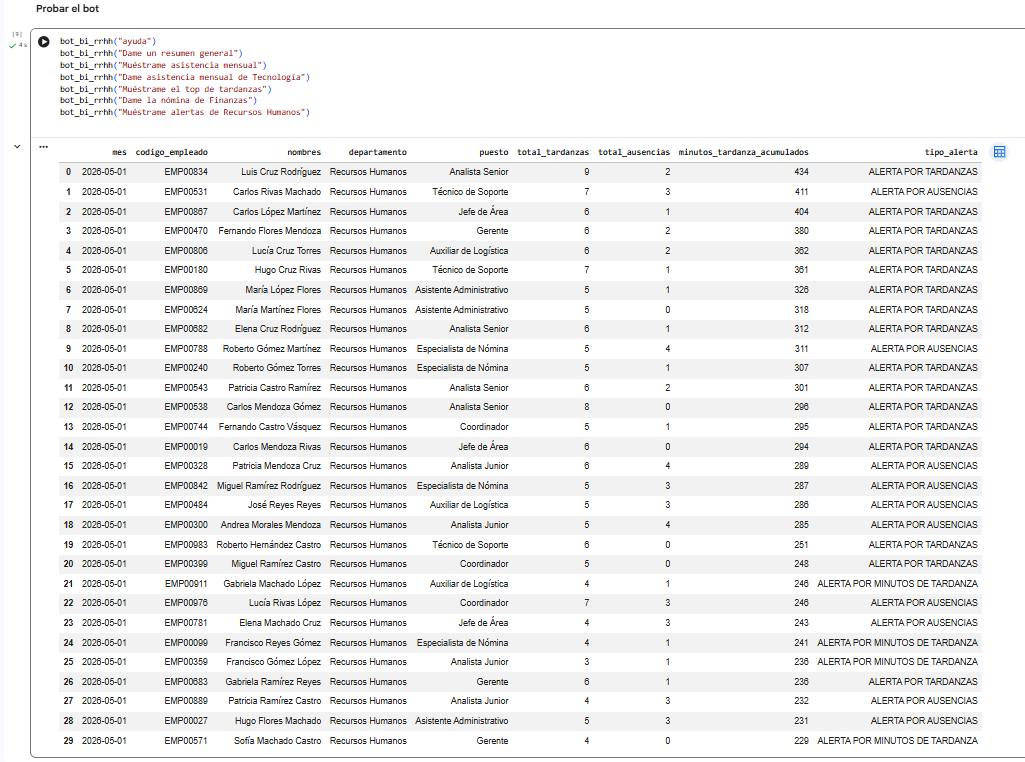 Probar el bot
[9]
4 s
bot_bi_rrhh("ayuda")
bot_bi_rrhh("Dame un resumen general")
bot_bi_rrhh("Muéstrame asistencia mensual")
bot_bi_rrhh("Dame asistencia mensual de Tecnología")
bot_bi_rrhh("Muéstrame el top de tardanzas")
bot_bi_rrhh("Dame la nómina de Finanzas")
bot_bi_rrhh("Muéstrame alertas de Recursos Humanos")
mes codigo_empleado nombres departamento puesto total_tardanzas total_ausencias minutos_tardanza_acumulados tipo_alerta
0 2026-05-01 EMP00834 Luis Cruz Rodríguez Recursos Humanos Analista Senior 9 2 434 ALERTA POR TARDANZAS
1 2026-05-01 EMP00531 Carlos Rivas Machado Recursos Humanos Técnico de Soporte 7 3 411 ALERTA POR AUSENCIAS
2 2026-05-01 EMP00867 Carlos López Martínez Recursos Humanos Jefe de Área 6 1 404 ALERTA POR TARDANZAS
3 2026-05-01 EMP00470 Fernando Flores Mendoza Recursos Humanos Gerente 6 2 380 ALERTA POR TARDANZAS
4 2026-05-01 EMP00806 Lucía Cruz Torres Recursos Humanos Auxiliar de Logística 6 2 362 ALERTA POR TARDANZAS
5 2026-05-01 EMP00180 Hugo Cruz Rivas Recursos Humanos Técnico de Soporte 7 1 361 ALERTA POR TARDANZAS
6 2026-05-01 EMP00869 María López Flores Recursos Humanos Asistente Administrativo 5 1 326 ALERTA POR TARDANZAS
7 2026-05-01 EMP00624 María Martínez Flores Recursos Humanos Asistente Administrativo 5 0 318 ALERTA POR TARDANZAS
8 2026-05-01 EMP00682 Elena Cruz Rodríguez Recursos Humanos Analista Senior 6 1 312 ALERTA POR TARDANZAS
9 2026-05-01 EMP00788 Roberto Gómez Martínez Recursos Humanos Especialista de Nómina 5 4 311 ALERTA POR AUSENCIAS
10 2026-05-01 EMP00240 Roberto Gómez Torres Recursos Humanos Especialista de Nómina 5 1 307 ALERTA POR TARDANZAS
11 2026-05-01 EMP00543 Patricia Castro Ramírez Recursos Humanos Analista Senior 6 2 301 ALERTA POR TARDANZAS
12 2026-05-01 EMP00538 Carlos Mendoza Gómez Recursos Humanos Analista Senior 8 0 296 ALERTA POR TARDANZAS
13 2026-05-01 EMP00744 Fernando Castro Vásquez Recursos Humanos Coordinador 5 1 295 ALERTA POR TARDANZAS
14 2026-05-01 EMP00019 Carlos Mendoza Rivas Recursos Humanos Jefe de Área 6 0 294 ALERTA POR TARDANZAS
15 2026-05-01 EMP00328 Patricia Mendoza Cruz Recursos Humanos Analista Junior 6 4 289 ALERTA POR AUSENCIAS
16 2026-05-01 EMP00842 Miguel Ramírez Rodríguez Recursos Humanos Especialista de Nómina 5 3 287 ALERTA POR AUSENCIAS
17 2026-05-01 EMP00484 José Reyes Reyes Recursos Humanos Auxiliar de Logística 5 3 286 ALERTA POR AUSENCIAS
18 2026-05-01 EMP00300 Andrea Morales Mendoza Recursos Humanos Analista Junior 5 4 285 ALERTA POR AUSENCIAS
19 2026-05-01 EMP00983 Roberto Hernández Castro Recursos Humanos Técnico de Soporte 6 0 251 ALERTA POR TARDANZAS
20 2026-05-01 EMP00399 Miguel Ramírez Castro Recursos Humanos Coordinador 5 0 248 ALERTA POR TARDANZAS
21 2026-05-01 EMP00911 Gabriela Machado López Recursos Humanos Auxiliar de Logística 4 1 246 ALERTA POR MINUTOS DE TARDANZA
22 2026-05-01 EMP00976 Lucía Rivas López Recursos Humanos Coordinador 7 3 246 ALERTA POR AUSENCIAS
23 2026-05-01 EMP00781 Elena Machado Cruz Recursos Humanos Jefe de Área 4 3 243 ALERTA POR AUSENCIAS
24 2026-05-01 EMP00099 Francisco Reyes Gómez Recursos Humanos Especialista de Nómina 4 1 241 ALERTA POR MINUTOS DE TARDANZA
25 2026-05-01 EMP00359 Francisco Gómez López Recursos Humanos Analista Junior 3 1 236 ALERTA POR MINUTOS DE TARDANZA
26 2026-05-01 EMP00683 Gabriela Ramírez Reyes Recursos Humanos Gerente 6 1 236 ALERTA POR TARDANZAS
27 2026-05-01 EMP00889 Patricia Ramírez Castro Recursos Humanos Analista Junior 4 3 232 ALERTA POR AUSENCIAS
28 2026-05-01 EMP00027 Hugo Flores Machado Recursos Humanos Asistente Administrativo 5 3 231 ALERTA POR AUSENCIAS
29 2026-05-01 EMP00571 Sofía Machado Castro Recursos Humanos Gerente 4 0 229 ALERTA POR MINUTOS DE TARDANZA